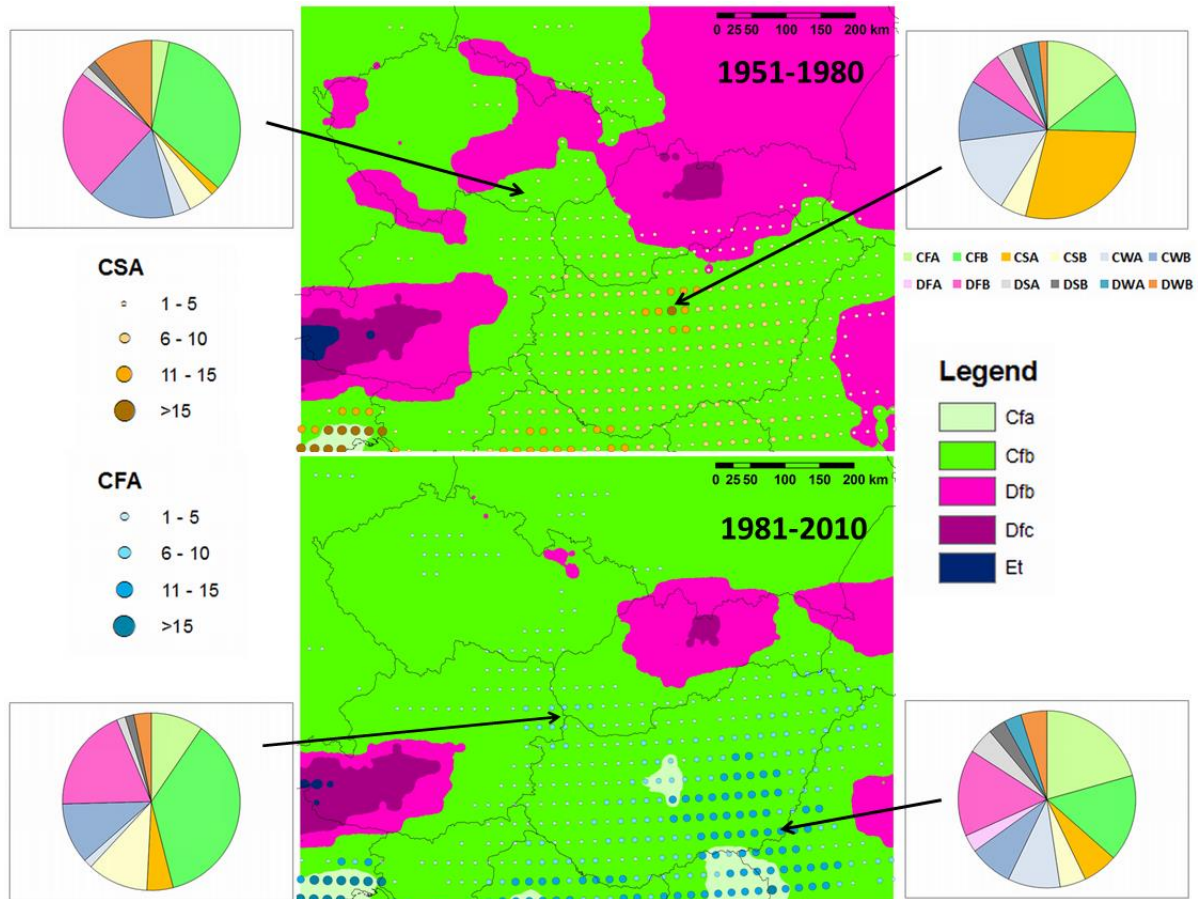 0 25 50 100 150 200 km
1951-1980
CSA
1 - 5
6 - 10
11 - 15
>15
CFA CFB CSA CSB CWA CWB
DFA DFB DSA DSB DWA DWB
Legend
Cfa
Cfb
Dfb
Dfc
Et
CFA
1 - 5
6 - 10
11 - 15
>15
0 25 50 100 150 200 km
1981-2010